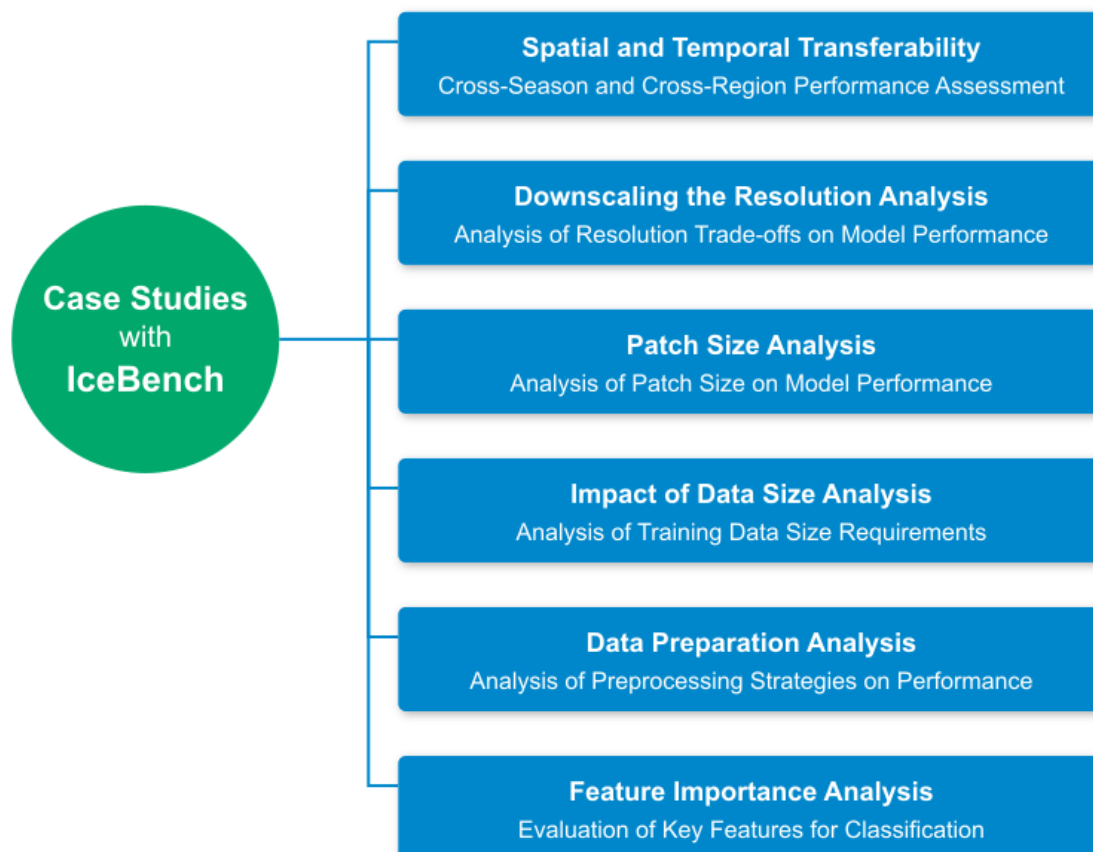 Case Studies
with
IceBench
Spatial and Temporal Transferability
Cross-Season and Cross-Region Performance Assessment
Downscaling the Resolution Analysis
Analysis of Resolution Trade-offs on Model Performance
Patch Size Analysis
Analysis of Patch Size on Model Performance
Impact of Data Size Analysis
Analysis of Training Data Size Requirements
Data Preparation Analysis
Analysis of Preprocessing Strategies on Performance
Feature Importance Analysis
Evaluation of Key Features for Classification